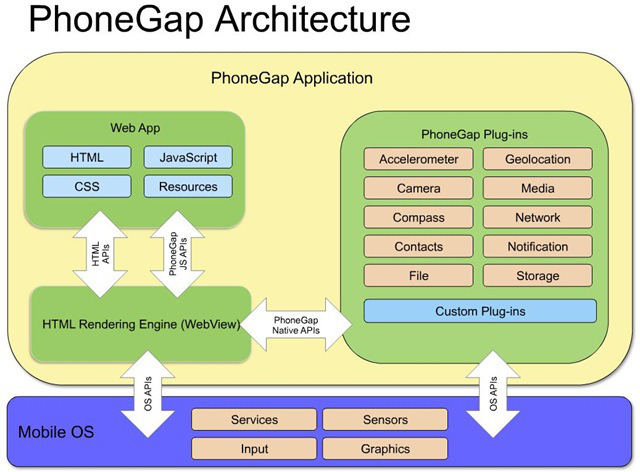 PhoneGap Architecture
PhoneGap Application
Web App
HTML
JavaScript
CSS
Resources
HTML
APIs
PhoneGap
JS APIs
HTML Rendering Engine (WebView)
PhoneGap
Native APIs
PhoneGap Plug-ins
Accelerometer
Geolocation
Camera
Media
Compass
Network
Contacts
Notification
File
Storage
Custom Plug-ins
OS APIs
OS APIs
Mobile OS
Services
Sensors
Input
Graphics